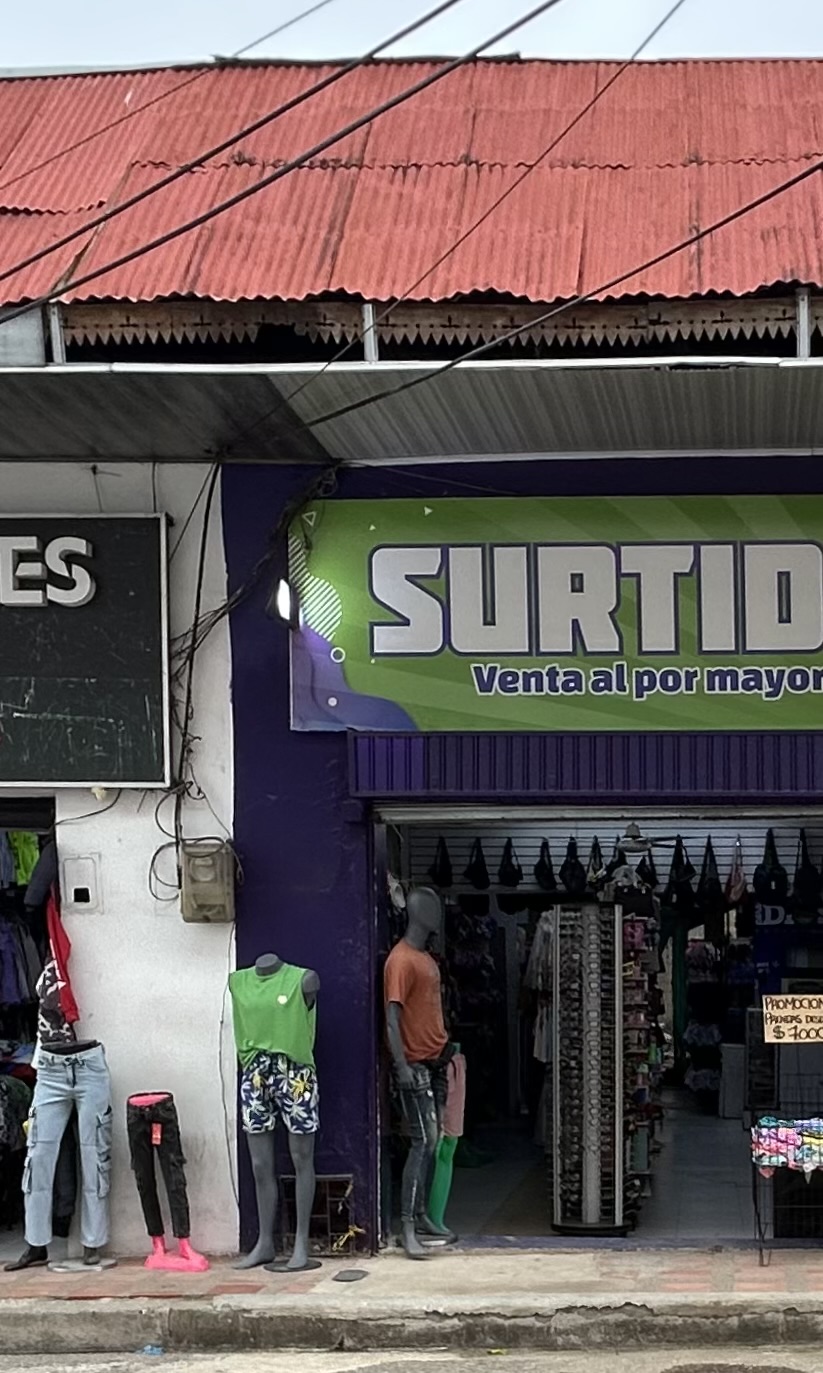 ES
SURTID
Venta al por mayor
PROMOCION
$ 7000